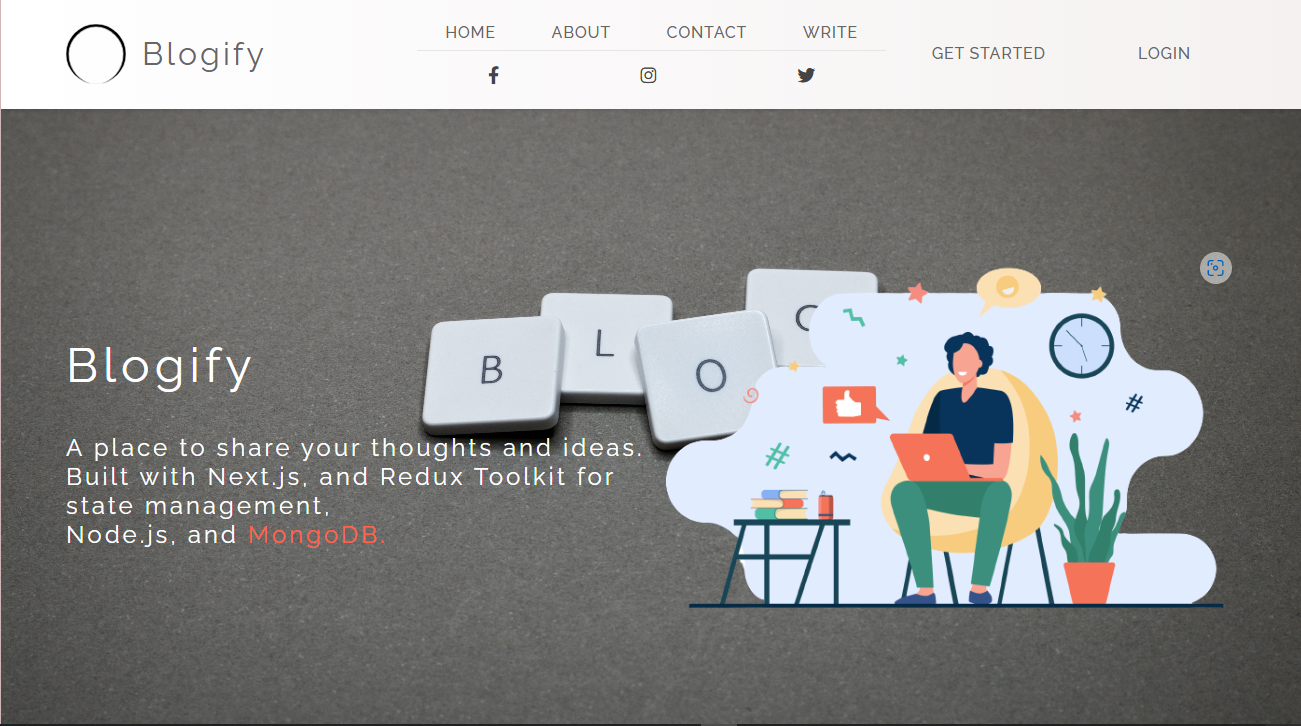 Blogify
HOME ABOUT CONTACT WRITE
GET STARTED LOGIN
B L O G
Blogify
A place to share your thoughts and ideas.
Built with Next.js, and Redux Toolkit for
state management,
Node.js, and MongoDB.
#
#